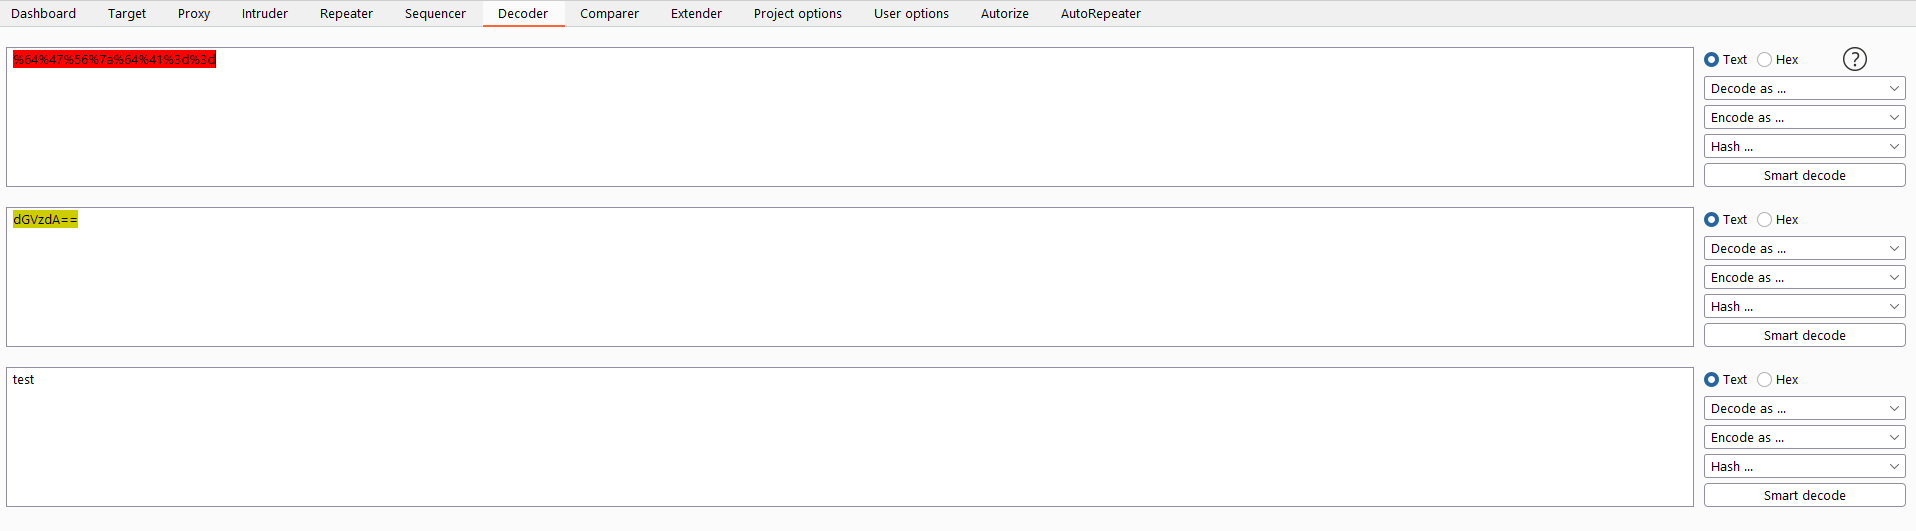 Dashboard Target Proxy Intruder Repeater Sequencer Decoder Comparer Extender Project options User options Autorize AutoRepeater
%64%47%56%7a%64%41%3d%3d
Text Hex ?
Decode as ...
Encode as ...
Hash ...
Smart decode
dGVzdA==
Text Hex
Decode as ...
Encode as ...
Hash ...
Smart decode
test
Text Hex
Decode as ...
Encode as ...
Hash ...
Smart decode